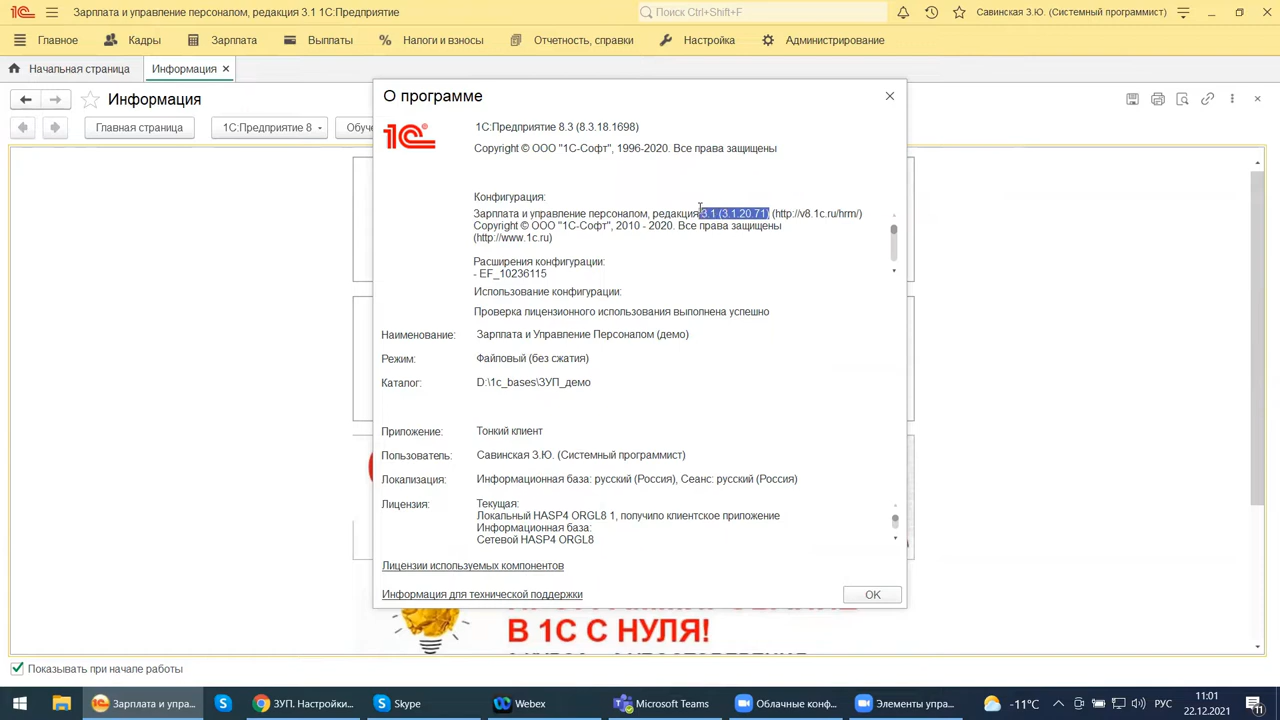 Зарплата и управление персоналом, редакция 3.1 1С:Предприятие
Поиск Ctrl+Shift+F
Савинская З.Ю. (Системный программист)
Главное
Кадры
Зарплата
Выплаты
Налоги и взносы
Отчетность, справки
Настройка
Администрирование
Начальная страница
Информация
Информация
Главная страница
1С:Предприятие 8
Обуче
О программе
1С
1С:Предприятие 8.3 (8.3.18.1698)
Copyright © ООО "1С-Софт", 1996-2020. Все права защищены
Конфигурация:
Зарплата и управление персоналом, редакция 3.1 (3.1.20.71) (http://v8.1c.ru/hrm/)
Copyright © ООО "1С-Софт", 2010 - 2020. Все права защищены
(http://www.1c.ru)
Расширения конфигурации:
- EF_10236115
Использование конфигурации:
Проверка лицензионного использования выполнена успешно
Наименование: Зарплата и Управление Персоналом (демо)
Режим: Файловый (без сжатия)
Каталог: D:\1c_bases\ЗУП_демо
Приложение: Тонкий клиент
Пользователь: Савинская З.Ю. (Системный программист)
Локализация: Информационная база: русский (Россия), Сеанс: русский (Россия)
Лицензия: Текущая:
Локальный HASP4 ORGL8 1, получило клиентское приложение
Информационная база:
Сетевой HASP4 ORGL8
Лицензии используемых компонентов
Информация для технической поддержки
OK
В 1С С НУЛЯ!
Показывать при начале работы
Зарплата и упра...
ЗУП. Настройки...
Skype
Webex
Microsoft Teams
Облачные конф...
Элементы упра...
-11°C
РУС
11:01
22.12.2021
11